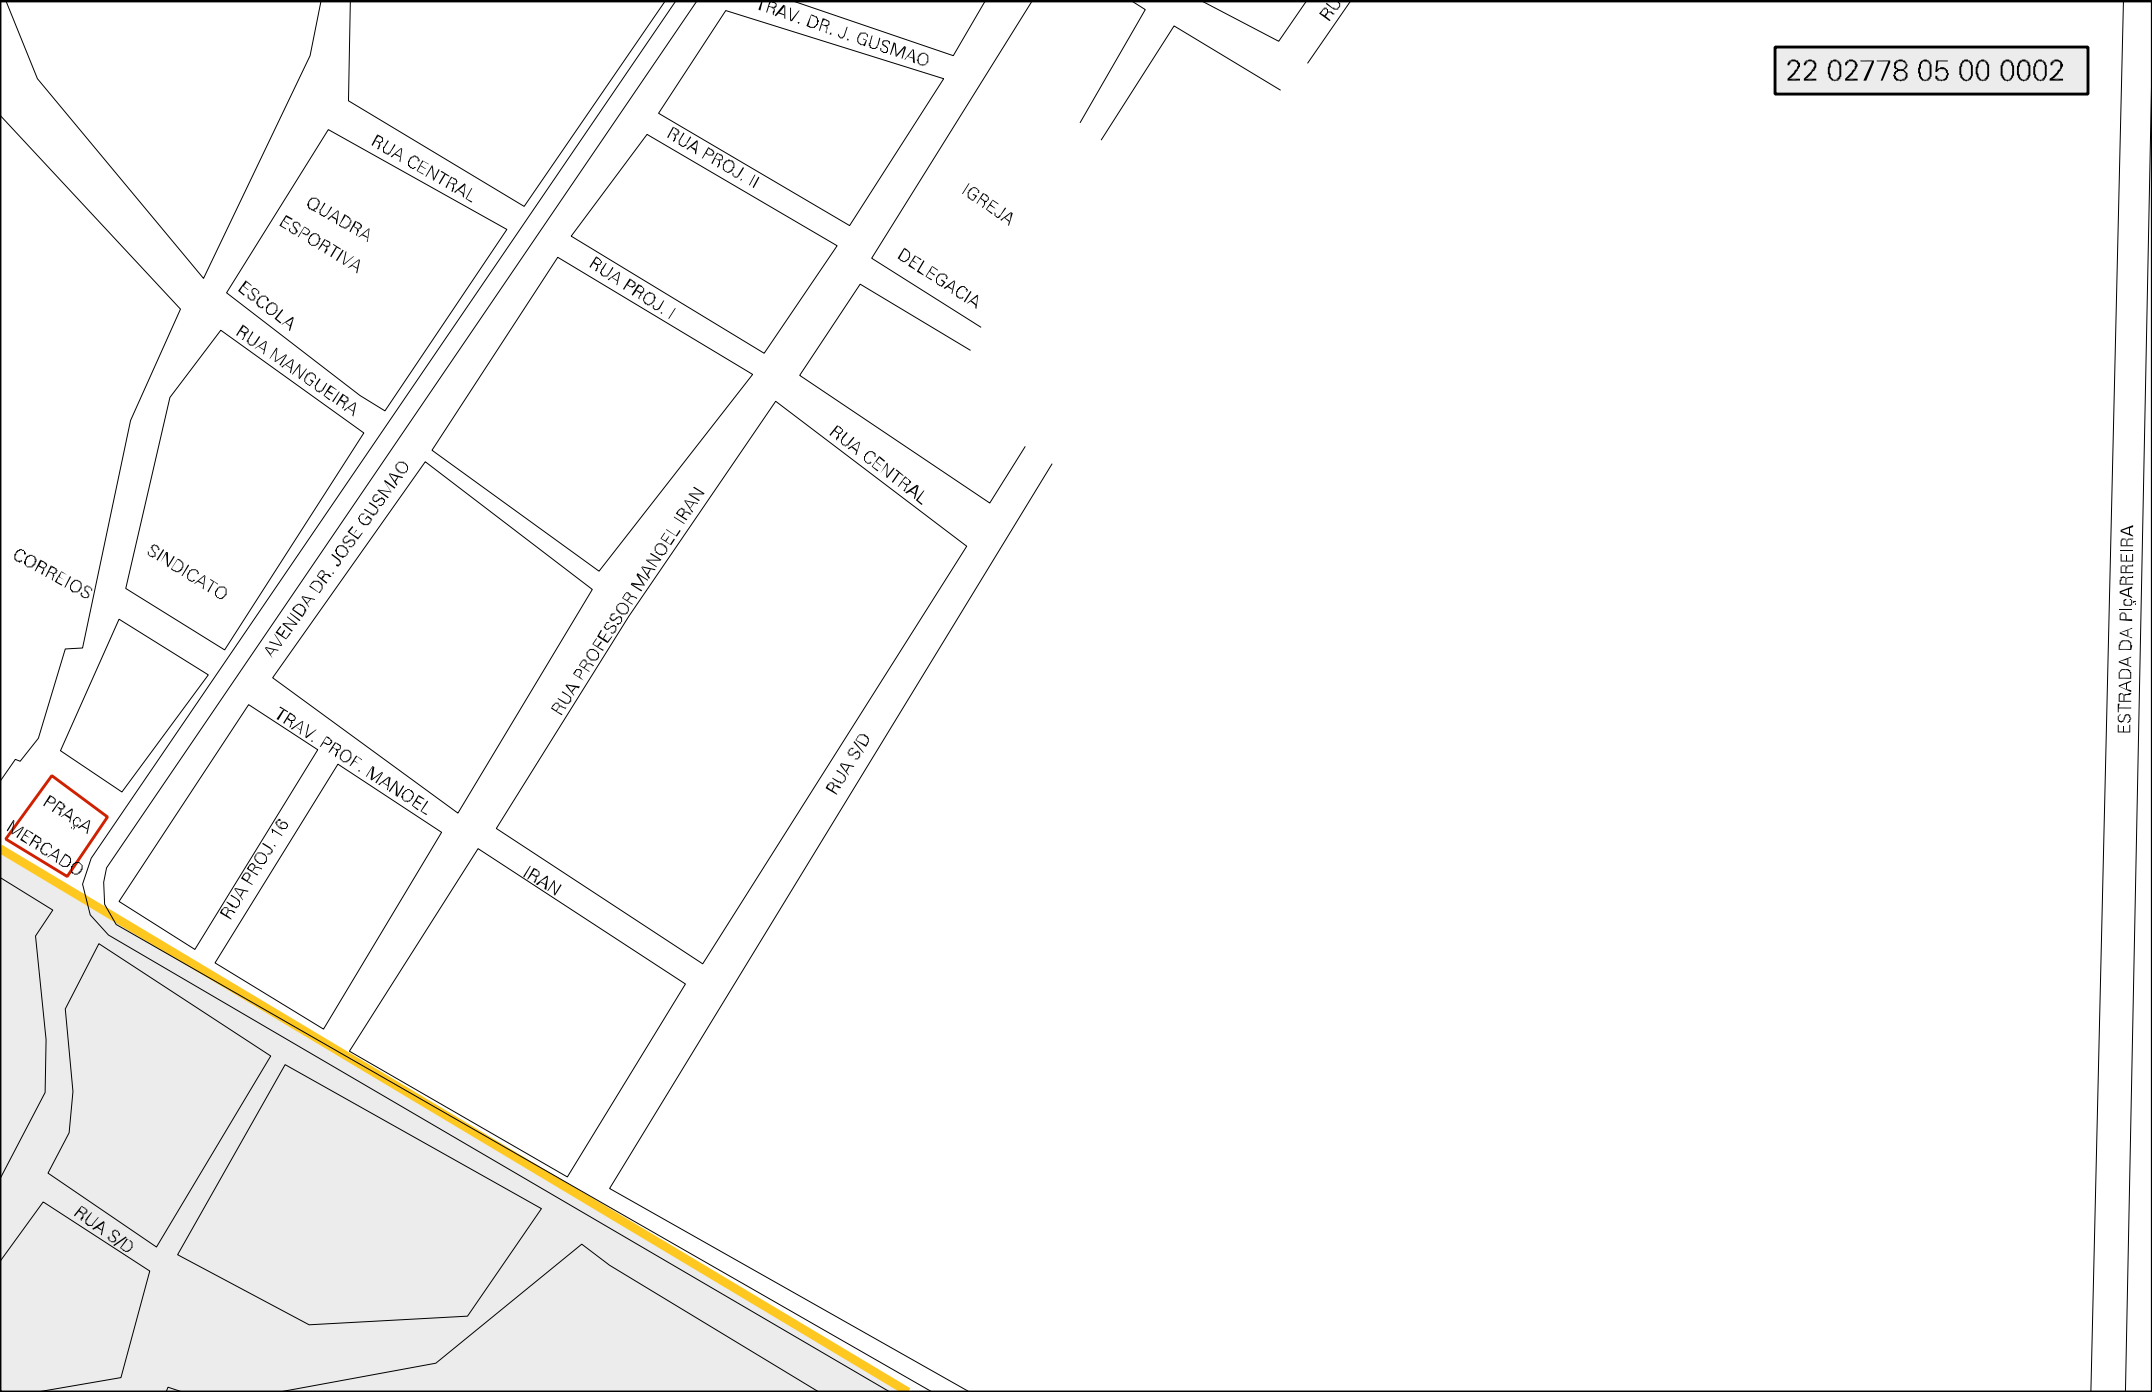 TRAV. DR. J. GUSMAO
RU
22 02778 05 00 0002
RUA CENTRAL
RUA PROJ. II
IGREJA
QUADRA
ESPORTIVA
DELEGACIA
RUA PROJ. I
ESCOLA
RUA MANGUEIRA
RUA CENTRAL
AVENIDA DR. JOSE GUSMAO
RUA PROFESSOR MANOEL IRAN
CORREIOS
SINDICATO
ESTRADA DA PIçARREIRA
TRAV. PROF. MANOEL
IRAN
RUA S/D
PRAçA
MERCADO
RUA PROJ. 16
RUA S/D